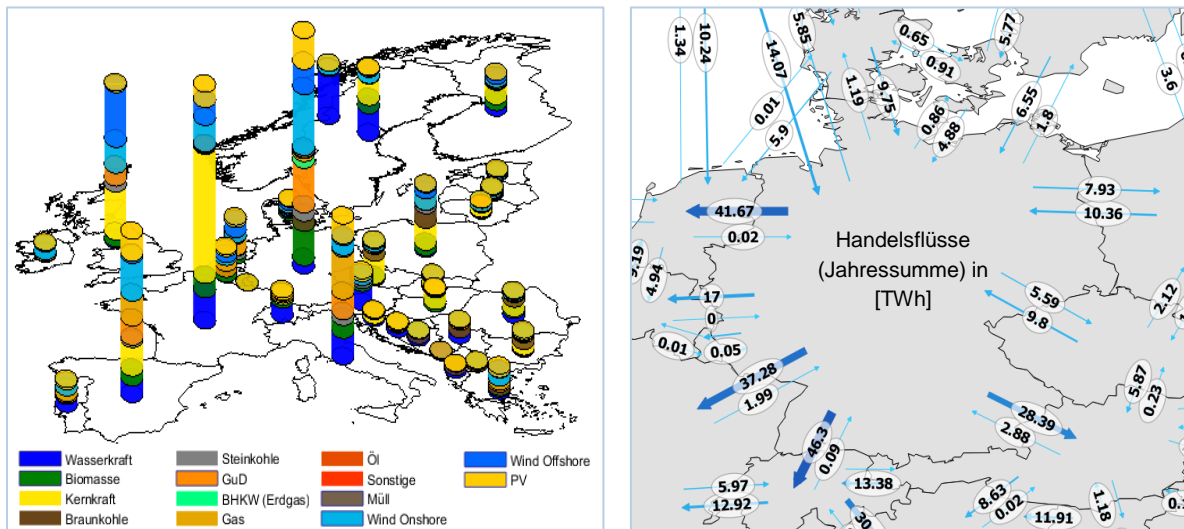 Wasserkraft
Biomasse
Kernkraft
Braunkohle
Steinkohle
GuD
BHKW (Erdgas)
Gas
Öl
Sonstige
Müll
Wind Onshore
Wind Offshore
PV
1.34
10.24
14.07
5.85
0.65
0.91
5.77
3.6
0.01
5.9
1.19
9.75
0.86
4.88
6.55
1.8
7.93
10.36
41.67
0.02
Handelsflüsse
(Jahressumme) in
[TWh]
4.94
17
0
5.59
9.8
2.12
0.01
0.05
37.28
1.99
5.87
0.23
28.39
2.88
46.3
0.09
5.97
12.92
13.38
30
8.63
0.02
11.91
1.18